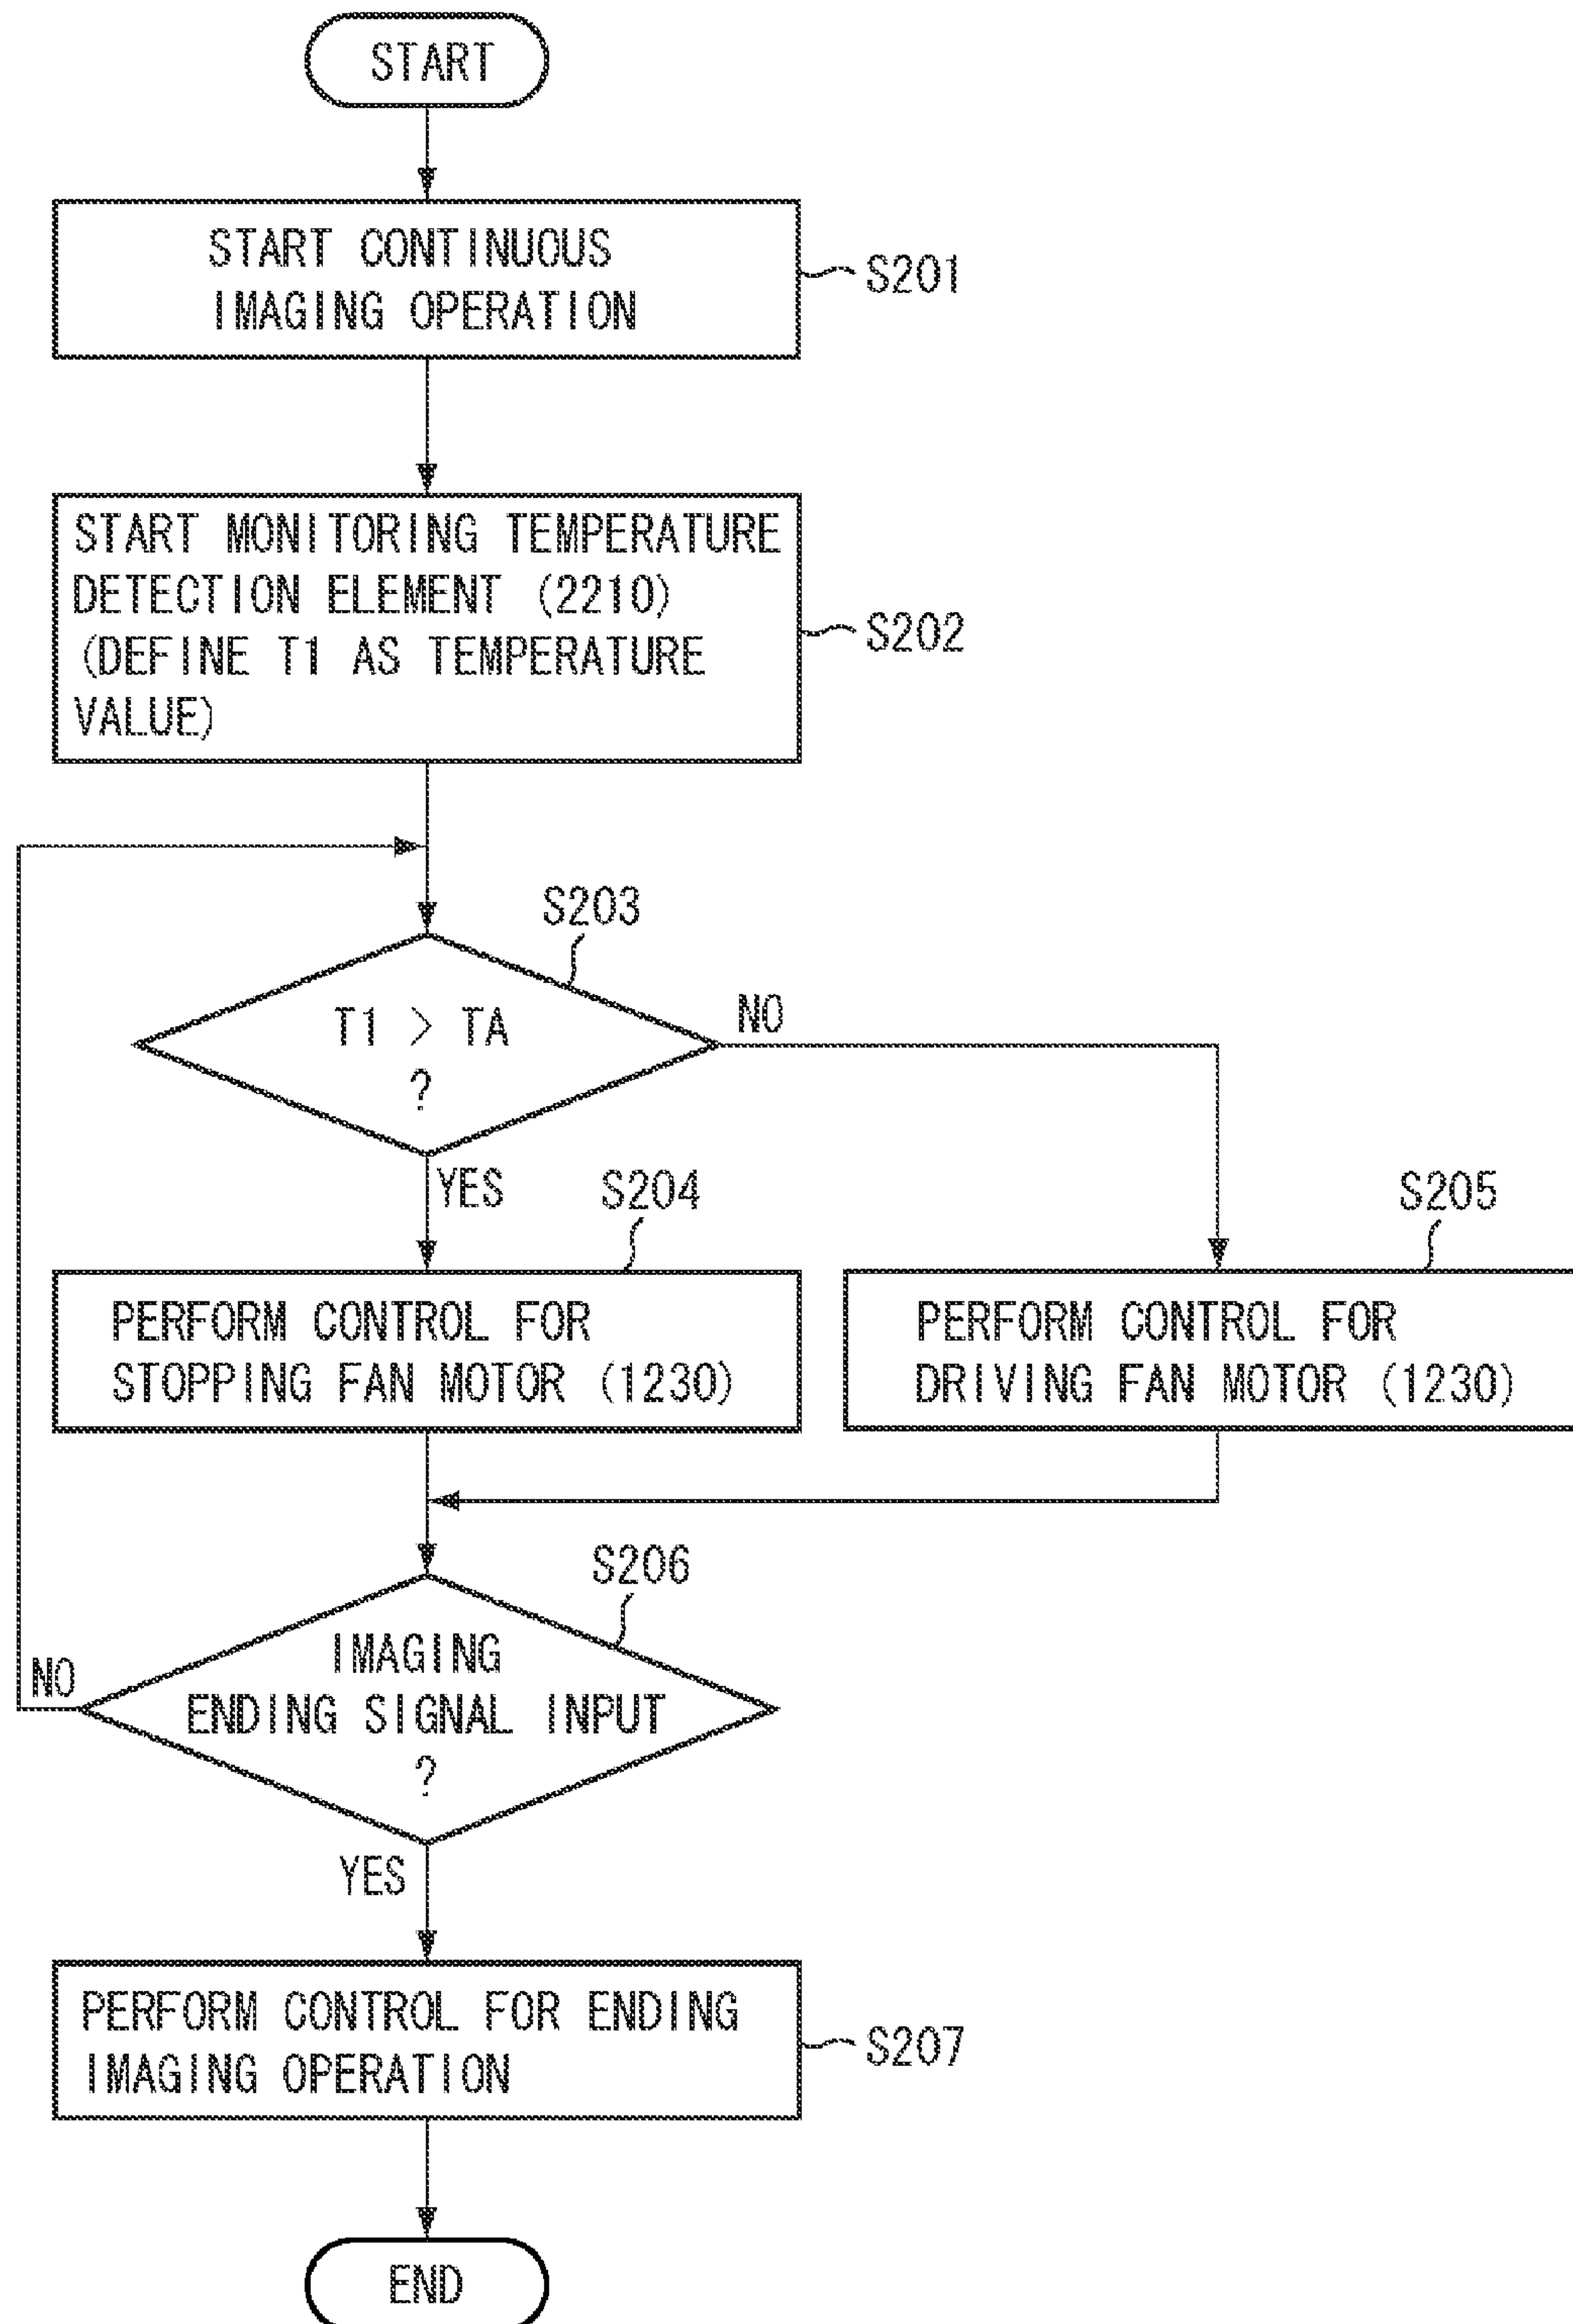 START
START CONTINUOUS
IMAGING OPERATION
S201
START MONITORING TEMPERATURE
DETECTION ELEMENT (2210)
(DEFINE T1 AS TEMPERATURE
VALUE)
S202
S203
T1 > TA
?
NO
YES
S204
S205
PERFORM CONTROL FOR
STOPPING FAN MOTOR (1230)
PERFORM CONTROL FOR
DRIVING FAN MOTOR (1230)
S206
IMAGING
ENDING SIGNAL INPUT
?
NO
YES
PERFORM CONTROL FOR ENDING
IMAGING OPERATION
S207
END